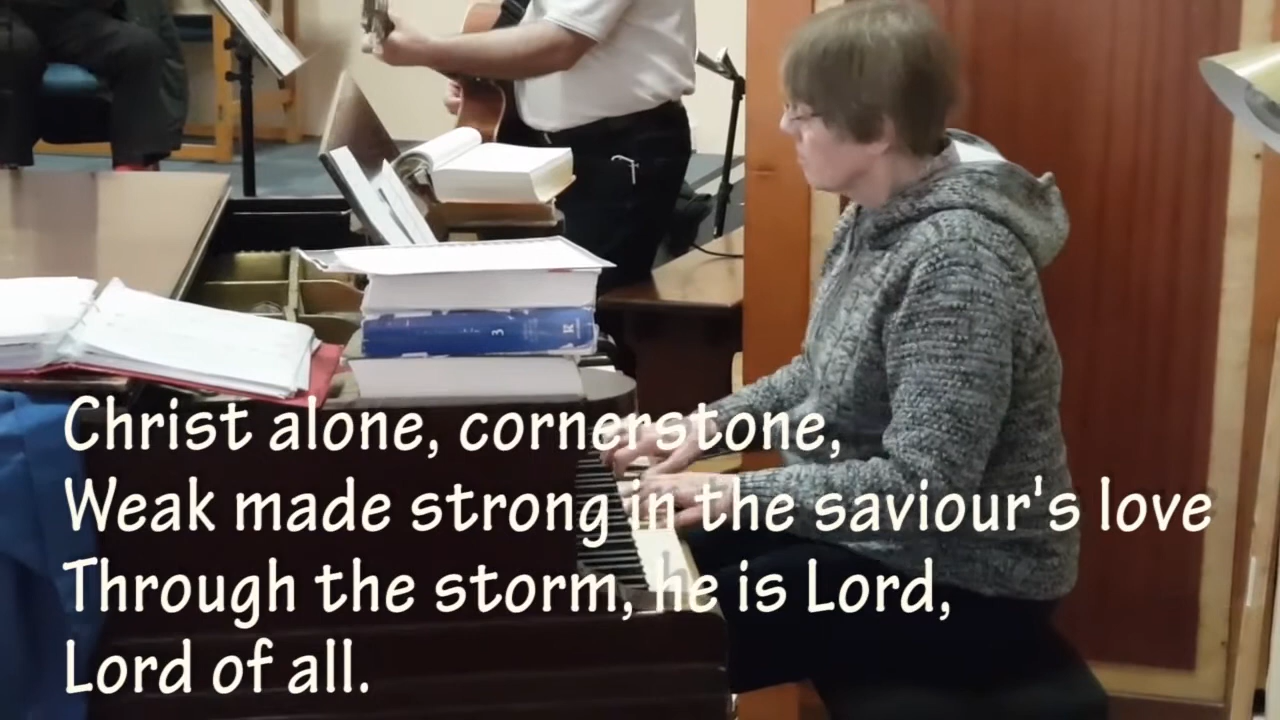 3
R
Christ alone, cornerstone,
Weak made strong in the saviour's love
Through the storm, he is Lord,
Lord of all.